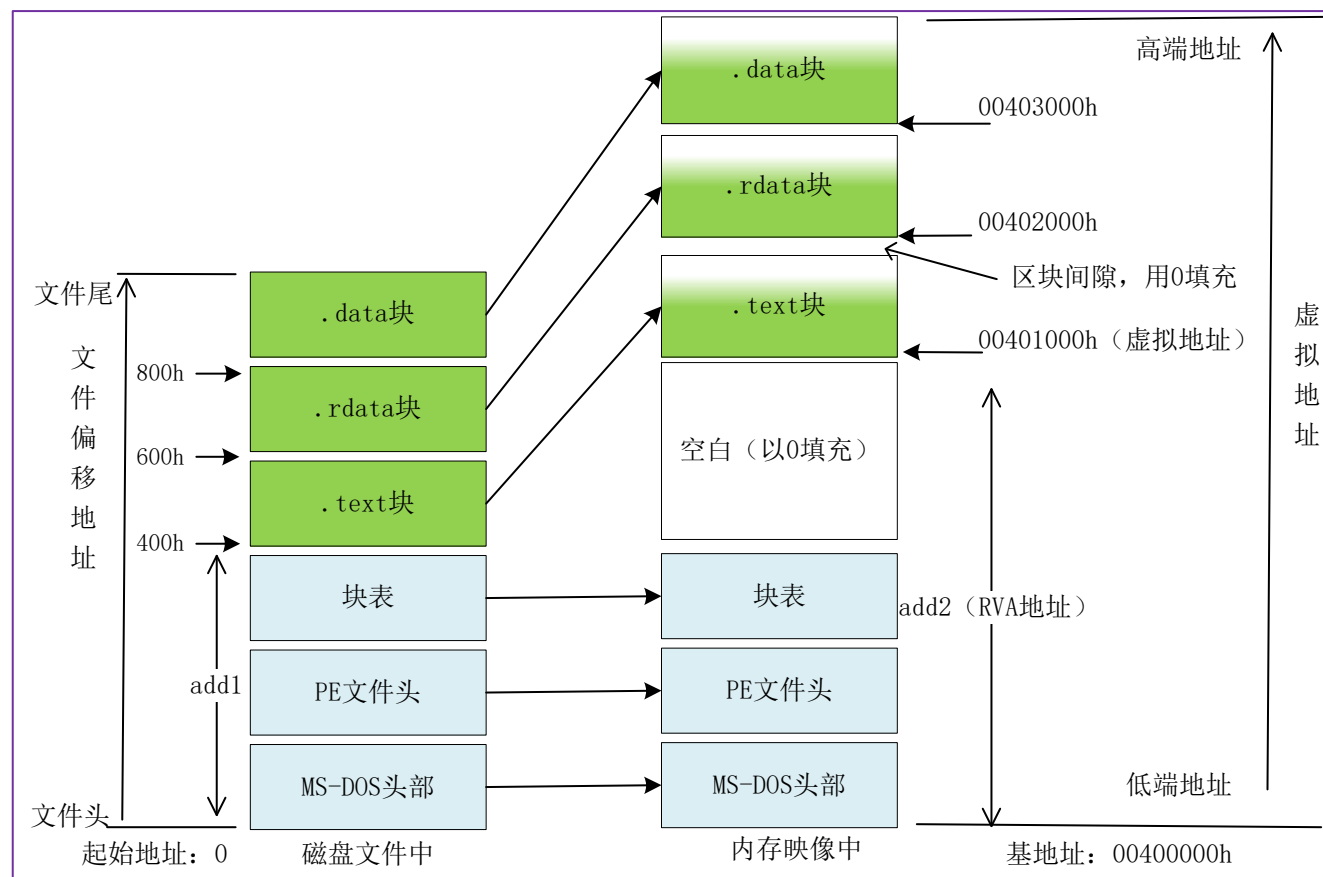 高端地址
.data块
00403000h
.rdata块
00402000h
区块间隙，用0填充
文件尾
.data块
.text块
00401000h（虚拟地址）
虚拟地址
文件偏移地址
800h
.rdata块
空白（以0填充）
600h
.text块
400h
块表
块表
add2（RVA地址）
add1
PE文件头
PE文件头
MS-DOS头部
MS-DOS头部
低端地址
文件头
起始地址：0
磁盘文件中
内存映像中
基地址：00400000h